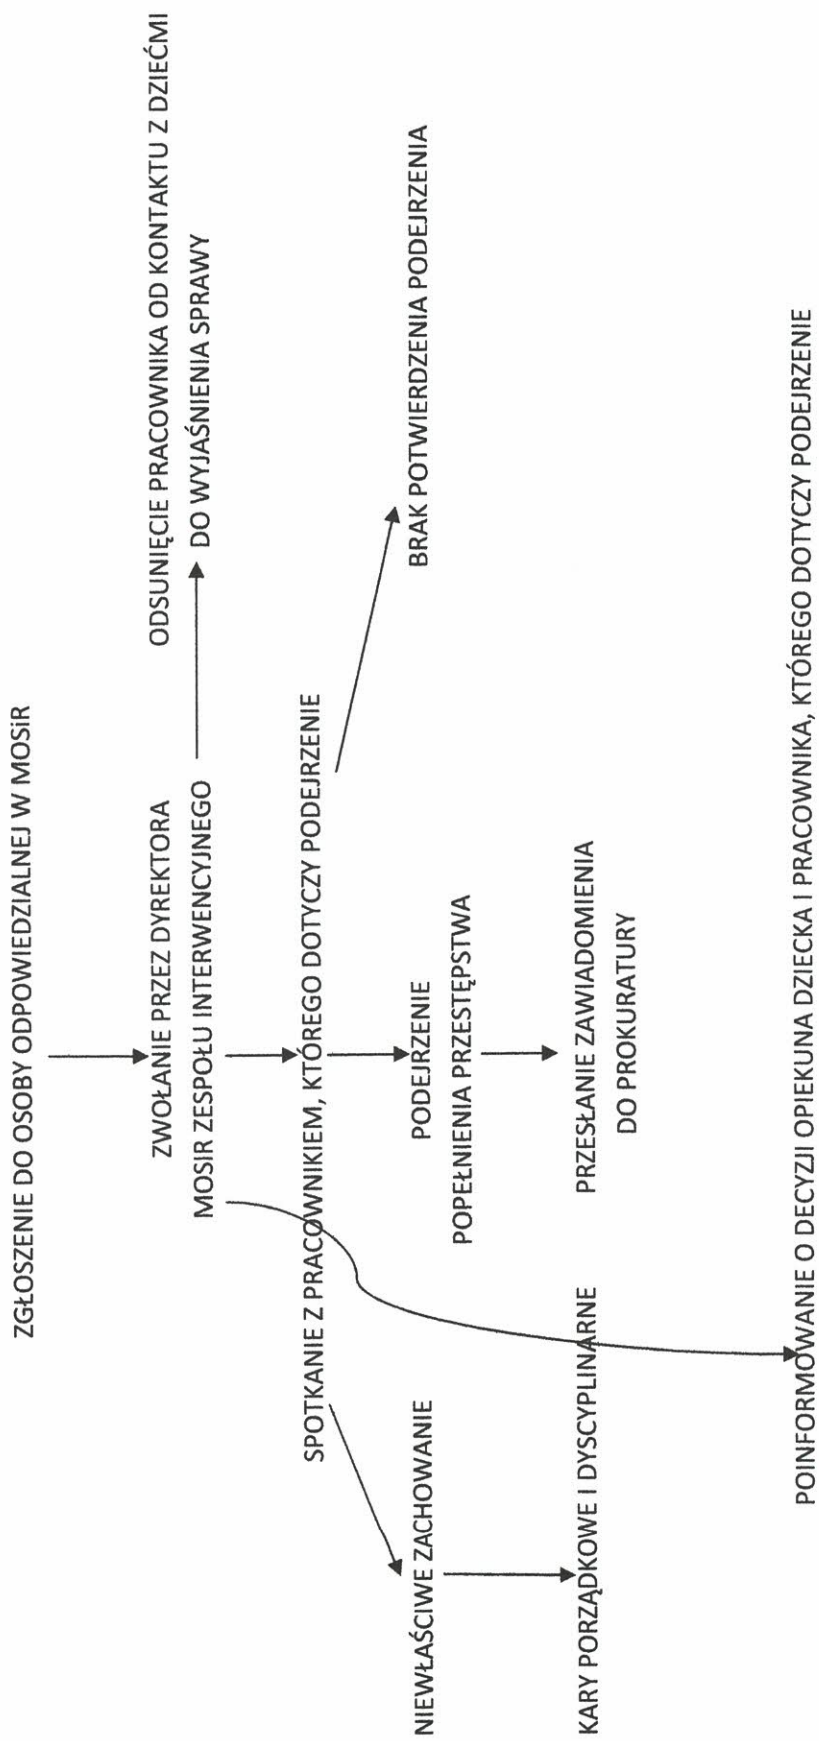 ZGŁOSZENIE DO OSOBY ODPOWIEDZIALNEJ W MOSiR
ZWOŁANIE PRZEZ DYREKTORA
MOSiR ZESPOŁU INTERWENCYJNEGO
ODSUNIĘCIE PRACOWNIKA OD KONTAKTU Z DZIEĆMI
DO WYJAŚNIENIA SPRAWY
SPOTKANIE Z PRACOWNIKIEM, KTÓREGO DOTYCZY PODEJRZENIE
NIEWŁAŚCIWE ZACHOWANIE
PODEJRZENIE
POPEŁNIENIA PRZESTĘPSTWA
BRAK POTWIERDZENIA PODEJRZENIA
KARY PORZĄDKOWE I DYSCYPLINARNE
PRZESŁANIE ZAWIADOMIENIA
DO PROKURATURY
POINFORMOWANIE O DECYZJI OPIEKUNA DZIECKA I PRACOWNIKA, KTÓREGO DOTYCZY PODEJRZENIE